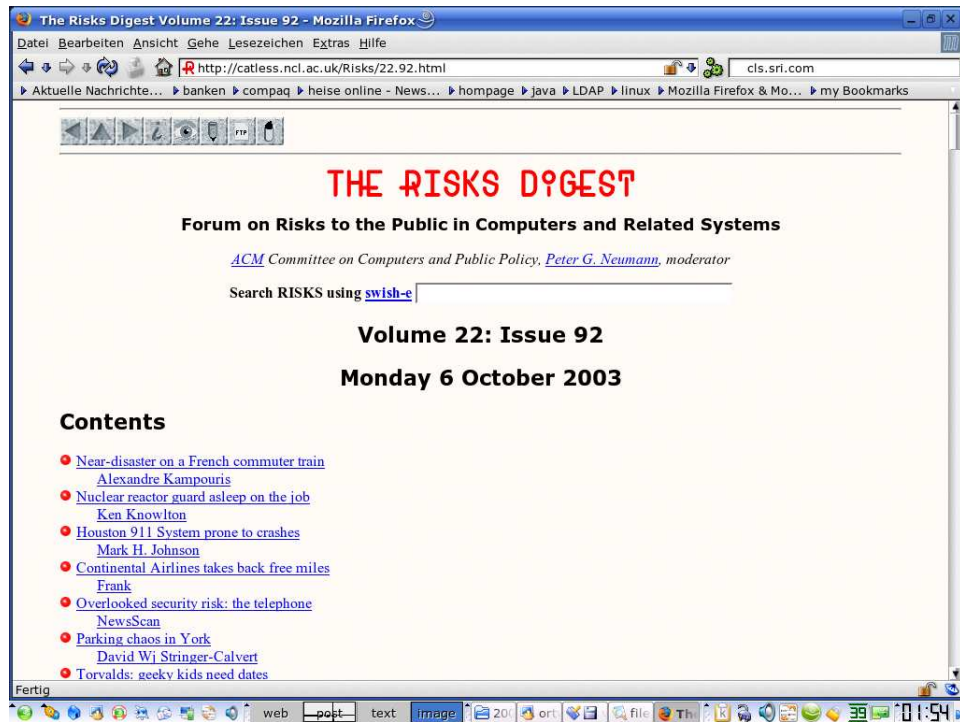 The Risks Digest Volume 22: Issue 92 - Mozilla Firefox
Datei Bearbeiten Ansicht Gehe Lesezeichen Extras Hilfe
http://catless.ncl.ac.uk/Risks/22.92.html cls.sri.com
Aktuelle Nachrichte... banken compaq heise online - News... hompage java LDAP linux Mozilla Firefox & Mo... my Bookmarks
FTP
THE RISKS DIGEST
Forum on Risks to the Public in Computers and Related Systems
ACM Committee on Computers and Public Policy, Peter G. Neumann, moderator
Search RISKS using swish-e
Volume 22: Issue 92
Monday 6 October 2003
Contents
Near-disaster on a French commuter train
Alexandre Kampouris
Nuclear reactor guard asleep on the job
Ken Knowlton
Houston 911 System prone to crashes
Mark H. Johnson
Continental Airlines takes back free miles
Frank
Overlooked security risk: the telephone
NewsScan
Parking chaos in York
David Wj Stringer-Calvert
Torvalds: geeky kids need dates
Fertig
web post text image 200 ort file Th 39 01:54